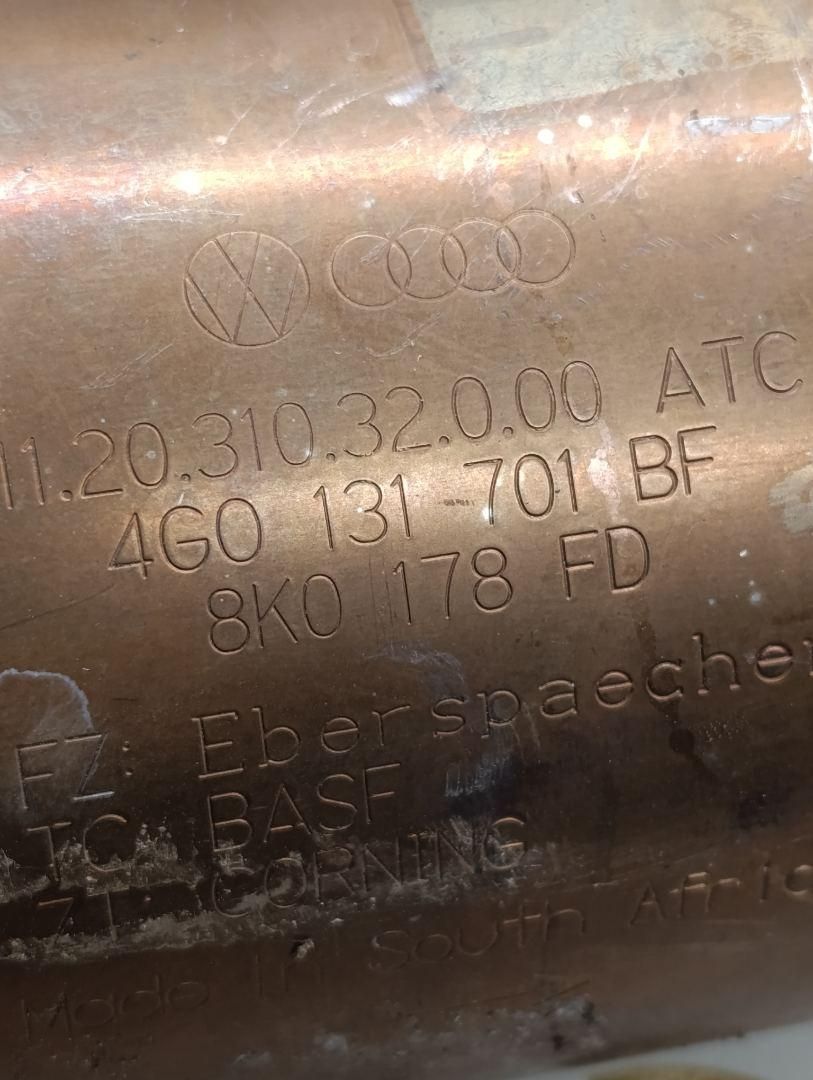 11.20.310.32.0.00 ATC
4G0 131 701 BF
8K0 178 FD
FZ: Eberspaecher
TC: BASF
ZT: CORNING
Made in South Africa